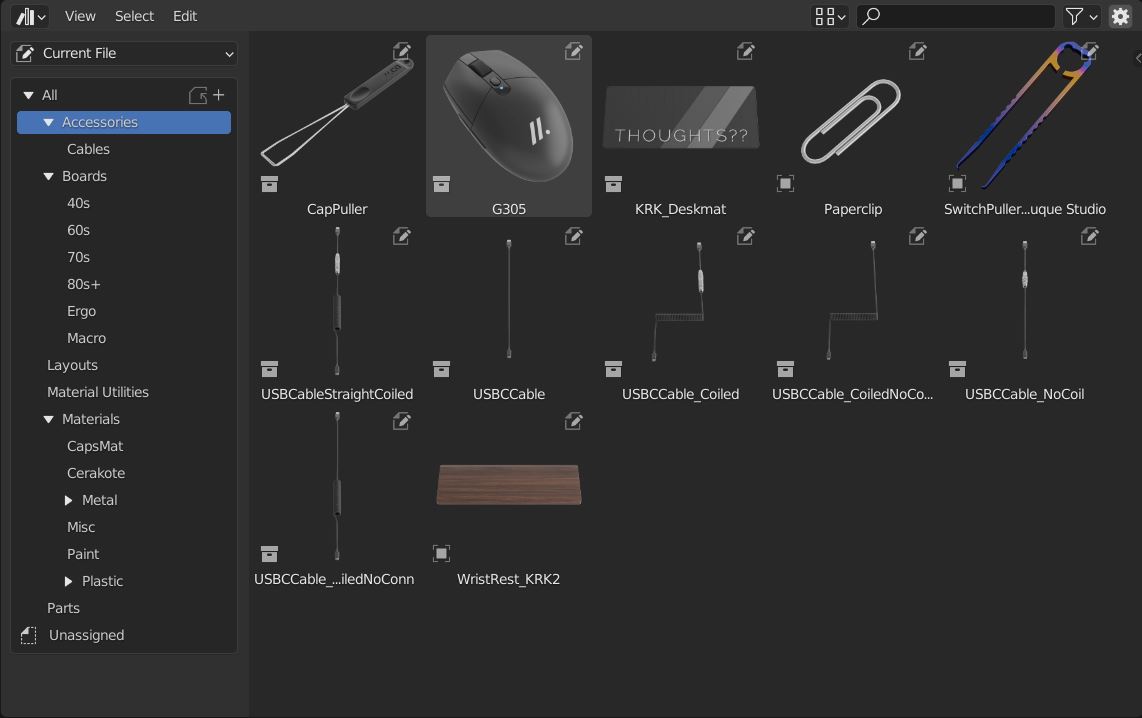 View Select Edit
Current File
All
Accessories
Cables
Boards
40s
60s
70s
80s+
Ergo
Macro
Layouts
Material Utilities
Materials
CapsMat
Cerakote
Metal
Misc
Paint
Plastic
Parts
Unassigned
THOUGHTS??
CapPuller
G305
KRK_Deskmat
Paperclip
SwitchPuller...uque Studio
USBCableStraightCoiled
USBCCable
USBCCable_Coiled
USBCCable_CoiledNoCo...
USBCCable_NoCoil
USBCCable_...iledNoConn
WristRest_KRK2